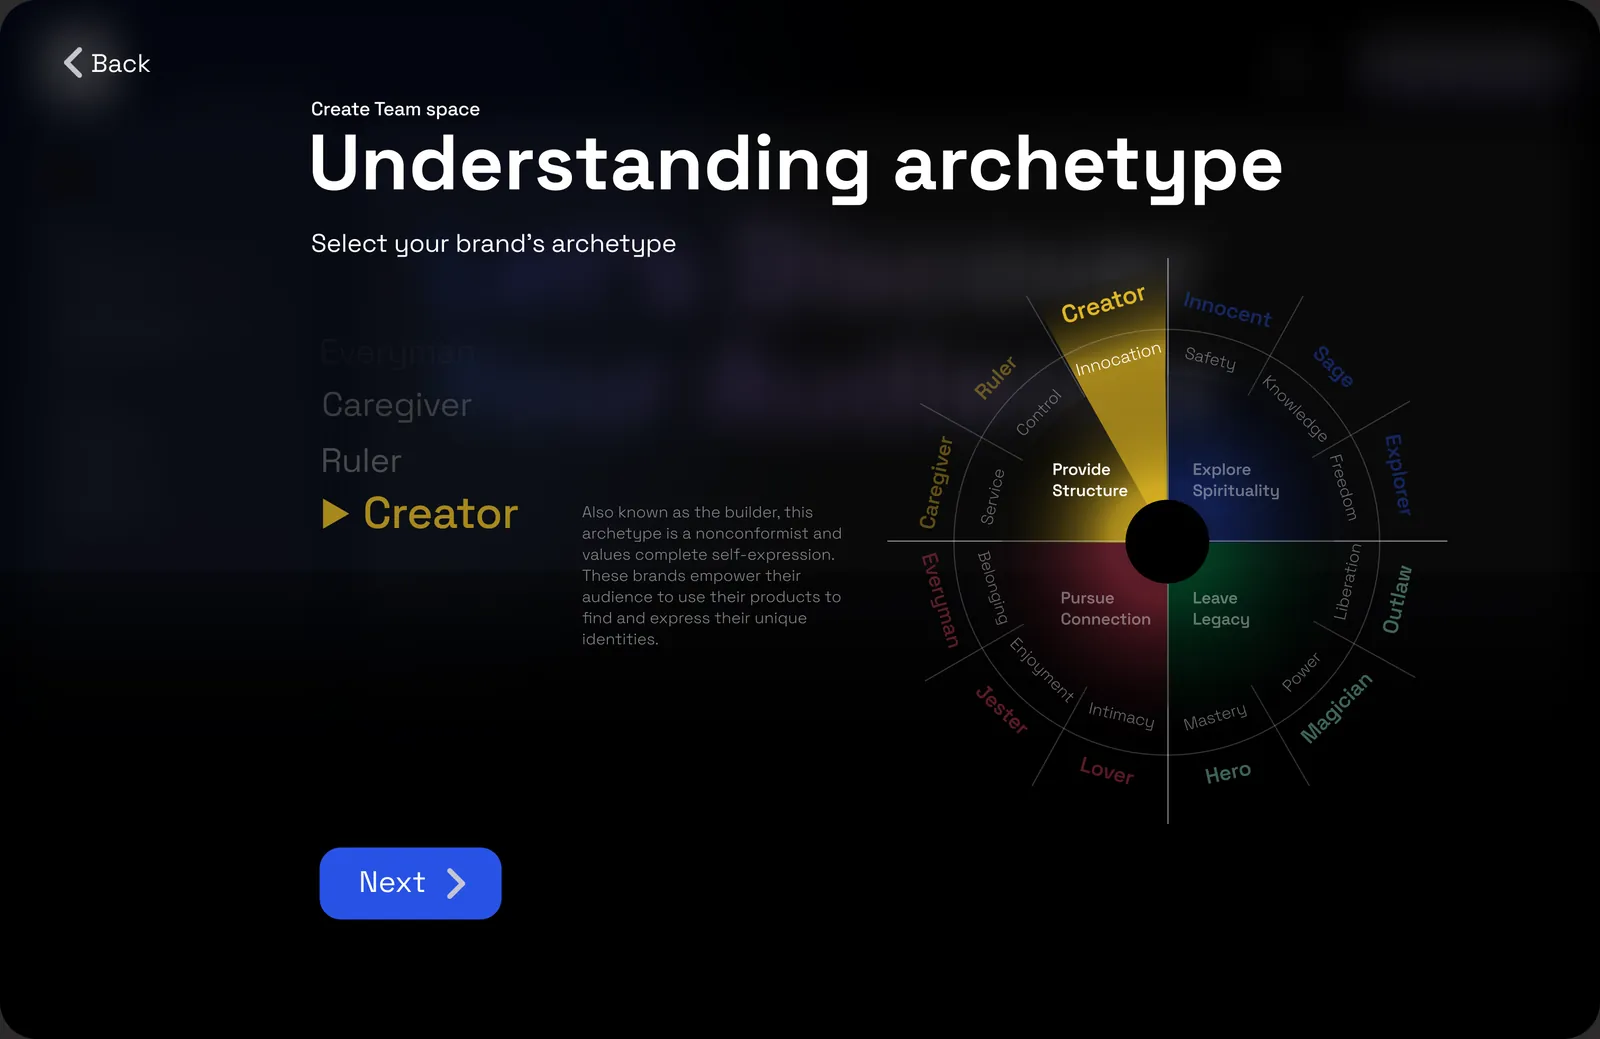 Back
Create Team space
Understanding archetype
Select your brand's archetype
Everyman
Caregiver
Ruler
Creator
Also known as the builder, this
archetype is a nonconformist and
values complete self-expression.
These brands empower their
audience to use their products to
find and express their unique
identities.
Next
Creator
Innocation
Innocent
Safety
Sage
Knowledge
Explorer
Freedom
Outlaw
Liberation
Magician
Power
Hero
Mastery
Lover
Intimacy
Jester
Enjoyment
Everyman
Belonging
Caregiver
Service
Ruler
Control
Provide
Structure
Explore
Spirituality
Pursue
Connection
Leave
Legacy